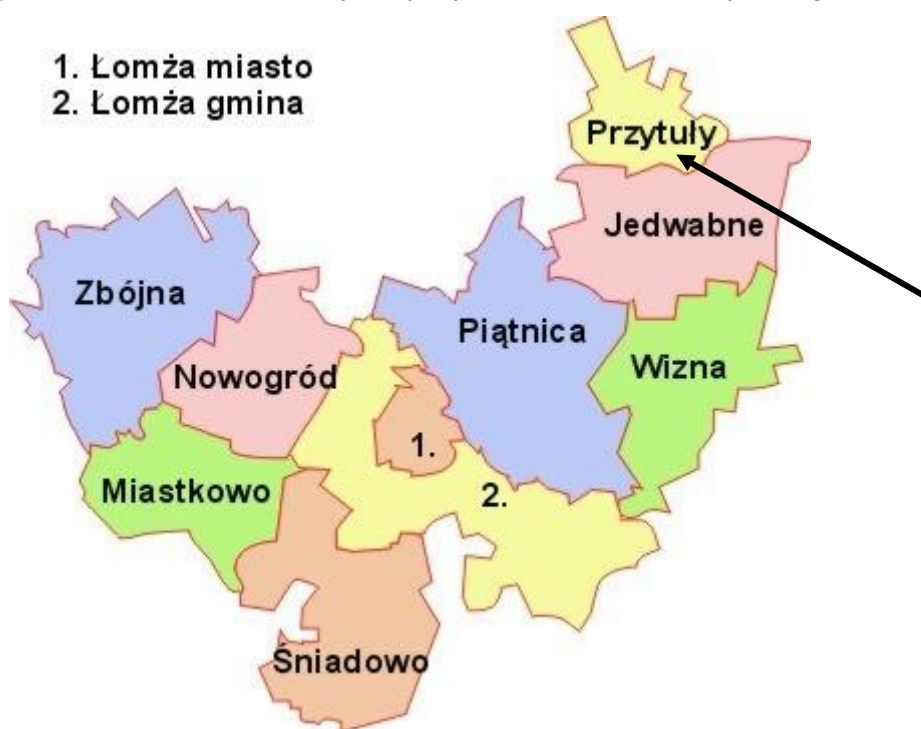 1. Łomża miasto
2. Łomża gmina
Przytuły
Jedwabne
Zbójna
Piątnica
Wizna
Nowogród
1.
Miastkowo
2.
Śniadowo